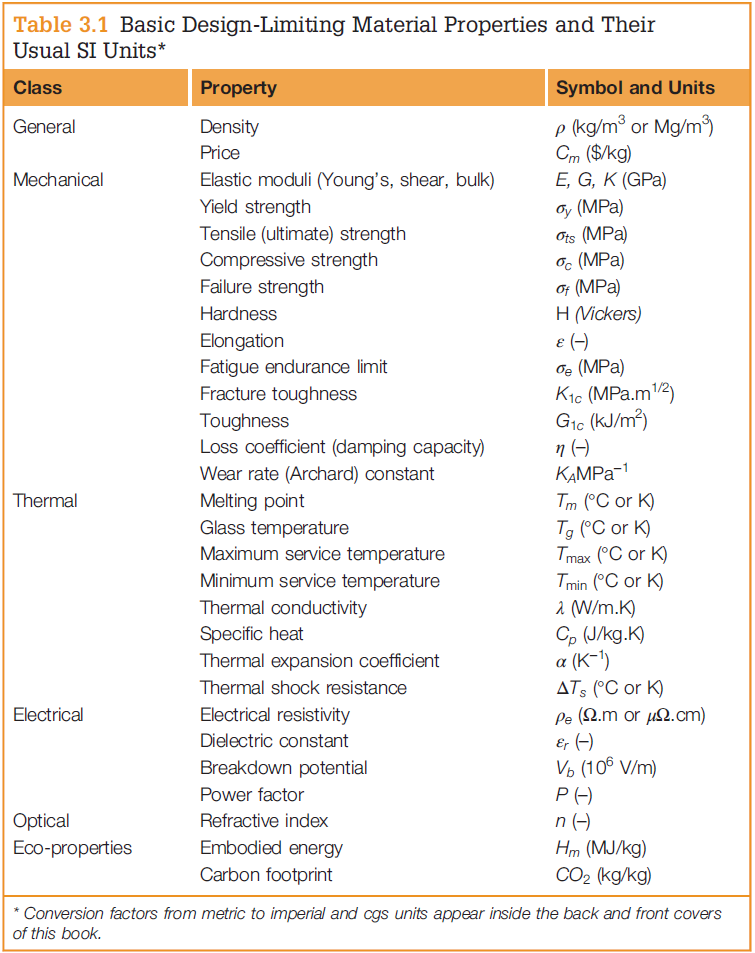 Table 3.1 Basic Design-Limiting Material Properties and Their
Usual SI Units*
Class Property Symbol and Units
General Density ρ (kg/m³ or Mg/m³)
Price Cm ($/kg)
Mechanical Elastic moduli (Young's, shear, bulk) E, G, K (GPa)
Yield strength σy (MPa)
Tensile (ultimate) strength σts (MPa)
Compressive strength σc (MPa)
Failure strength σf (MPa)
Hardness H (Vickers)
Elongation ε (–)
Fatigue endurance limit σe (MPa)
Fracture toughness K1c (MPa.m1/2)
Toughness G1c (kJ/m²)
Loss coefficient (damping capacity) η (–)
Wear rate (Archard) constant KAMPa⁻¹
Thermal Melting point Tm (°C or K)
Glass temperature Tg (°C or K)
Maximum service temperature Tmax (°C or K)
Minimum service temperature Tmin (°C or K)
Thermal conductivity λ (W/m.K)
Specific heat Cp (J/kg.K)
Thermal expansion coefficient α (K⁻¹)
Thermal shock resistance ΔTs (°C or K)
Electrical Electrical resistivity ρe (Ω.m or μΩ.cm)
Dielectric constant εr (–)
Breakdown potential Vb (10⁶ V/m)
Power factor P (–)
Optical Refractive index n (–)
Eco-properties Embodied energy Hm (MJ/kg)
Carbon footprint CO₂ (kg/kg)
* Conversion factors from metric to imperial and cgs units appear inside the back and front covers
of this book.